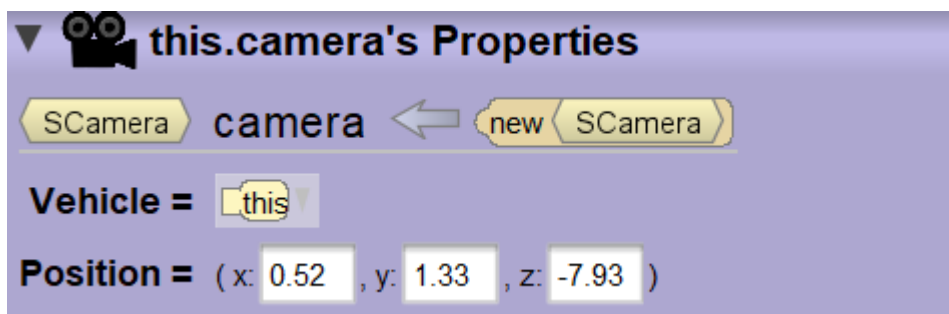 this.camera's Properties
SCamera camera new SCamera
Vehicle = this
Position = ( x: 0.52 , y: 1.33 , z: -7.93 )